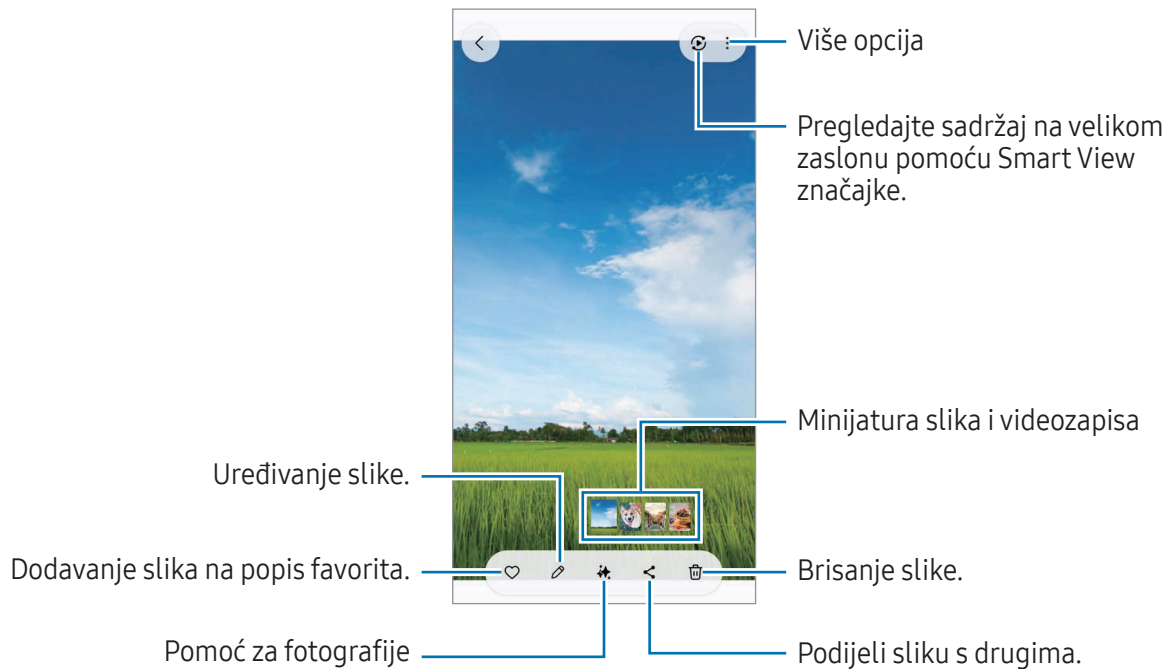 Više opcija
Pregledajte sadržaj na velikom
zaslonu pomoću Smart View
značajke.
Minijatura slika i videozapisa
Uređivanje slike.
Dodavanje slika na popis favorita.
Brisanje slike.
Pomoć za fotografije
Podijeli sliku s drugima.